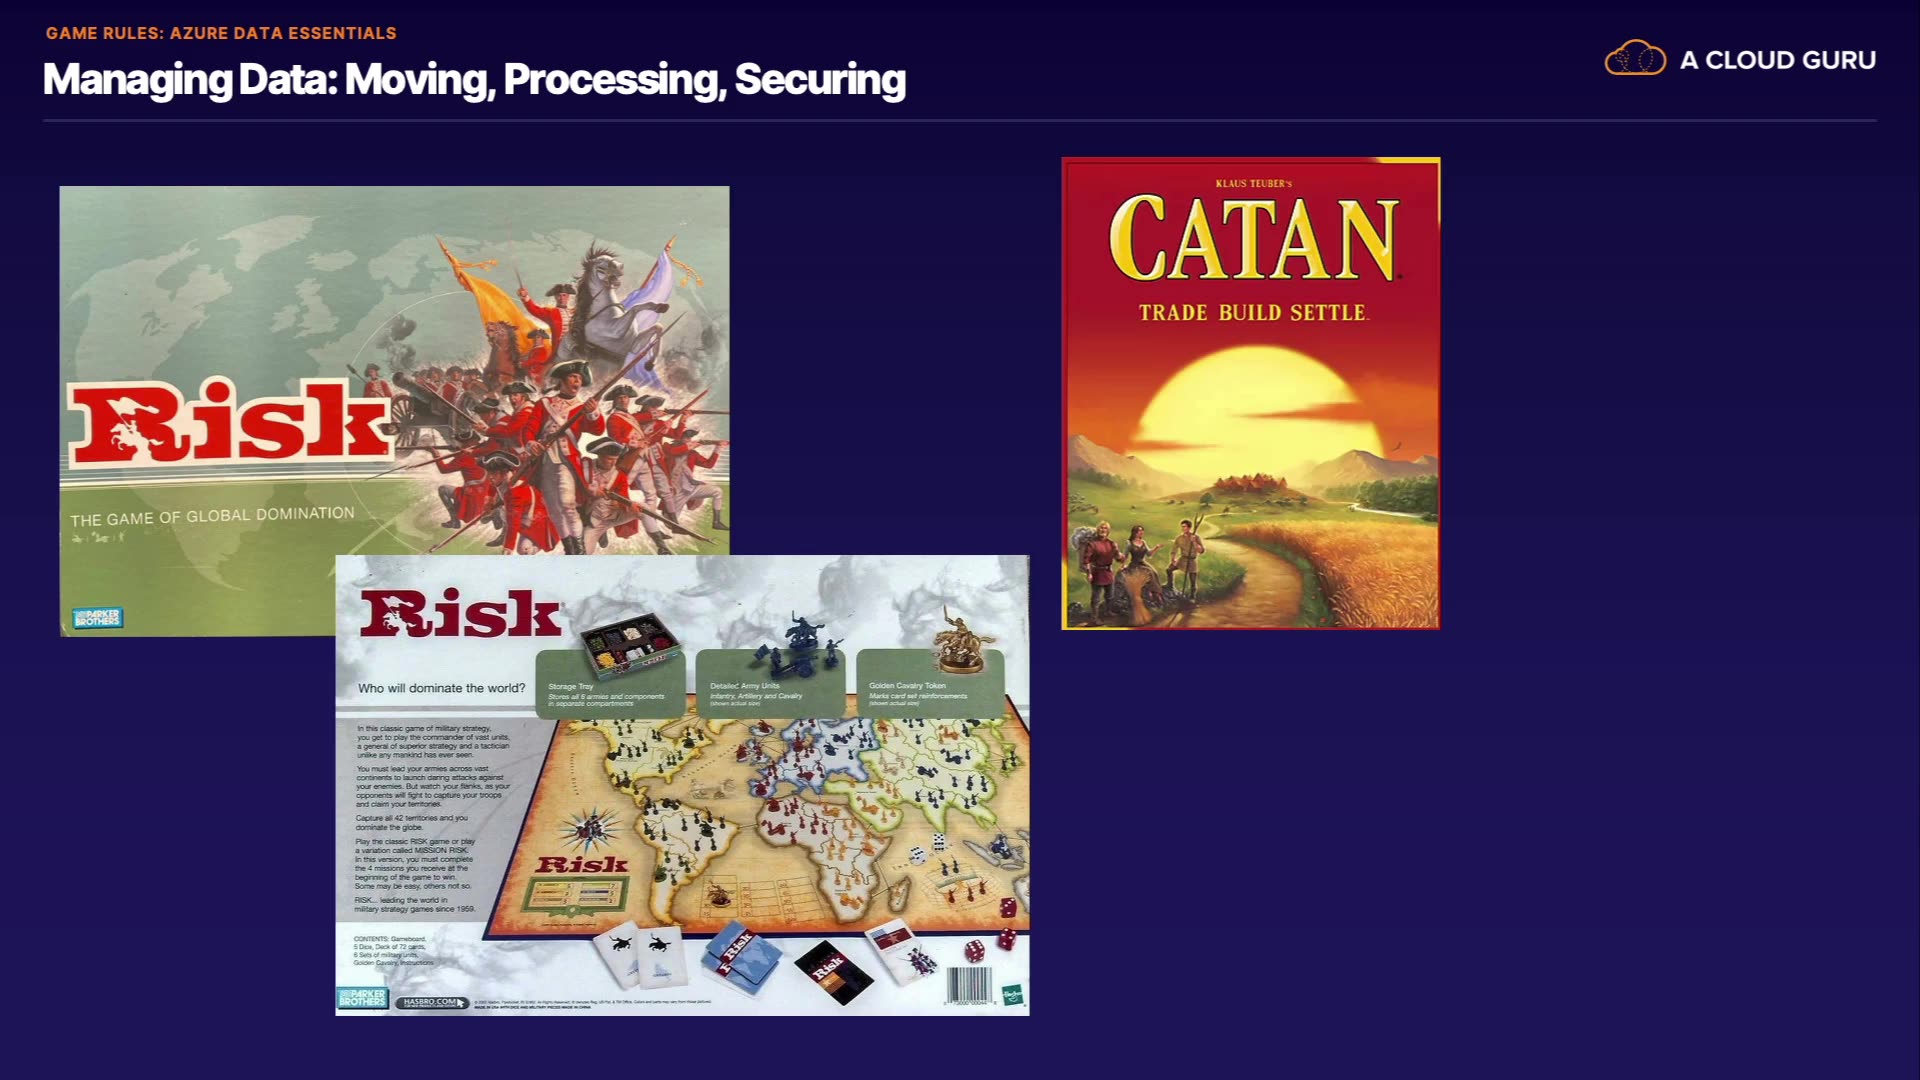 GAME RULES: AZURE DATA ESSENTIALS
Managing Data: Moving, Processing, Securing
A CLOUD GURU
Risk
THE GAME OF GLOBAL DOMINATION
PARKER
BROTHERS
KLAUS TEUBER'S
CATAN
TRADE BUILD SETTLE
Risk
Who will dominate the world?
Storage Tray
Stores all 6 armies and components
in separate compartments
Detailed Army Units
Infantry, Artillery and Cavalry
(shown actual size)
Golden Cavalry Token
Marks card set reinforcements
(shown actual size)
In this classic game of military strategy,
you get to play the commander of vast units,
a general of superior strategy and a tactician
unlike any mankind has ever seen.
You must lead your armies across vast
continents to launch daring attacks against
your enemies. But watch your flanks, as your
opponents will fight to capture your troops
and claim your territories.
Capture all 42 territories and you
dominate the globe.
Play the classic RISK game or play
a variation called MISSION RISK.
In this version, you must complete
the 4 missions you receive at the
beginning of the game to win.
Some may be easy, others not so.
RISK... leading the world in
military strategy games since 1959.
CONTENTS: Gameboard,
5 Dice, Deck of 72 cards,
6 Sets of military units,
Golden Cavalry, Instructions
Risk
Risk
Risk
PARKER
BROTHERS
HASBRO.COM
Hasbro